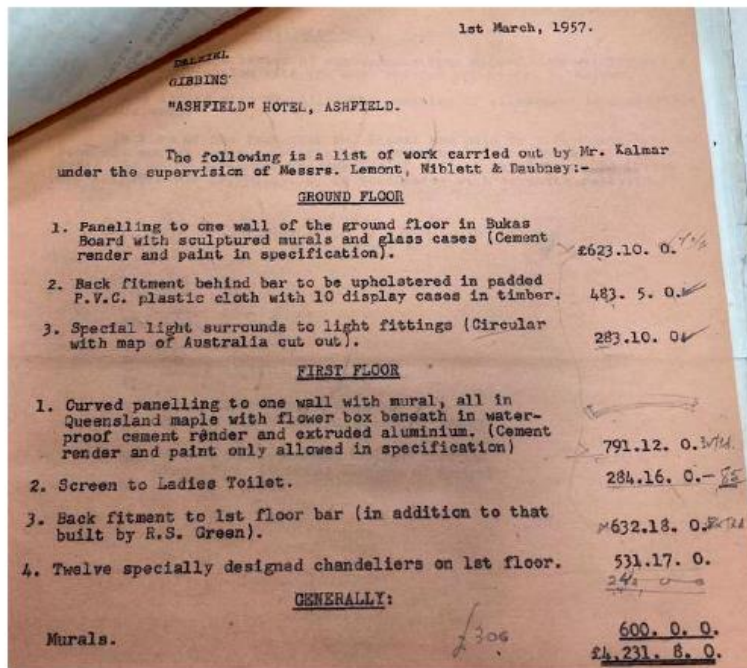 1st March, 1957.
DALZIEL
GIBBINS
"ASHFIELD" HOTEL, ASHFIELD.
The following is a list of work carried out by Mr. Kalmar
under the supervision of Messrs. Lemont, Niblett & Daubney:-
GROUND FLOOR
1. Panelling to one wall of the ground floor in Bukas
Board with sculptured murals and glass cases (Cement
render and paint in specification). £623.10. 0.
2. Back fitment behind bar to be upholstered in padded
P.V.C. plastic cloth with 10 display cases in timber. 483. 5. 0.
3. Special light surrounds to light fittings (Circular
with map of Australia cut out). 283.10. 0
FIRST FLOOR
1. Curved panelling to one wall with mural, all in
Queensland maple with flower box beneath in water-
proof cement render and extruded aluminium. (Cement
render and paint only allowed in specification) 791.12. 0.
2. Screen to Ladies Toilet. 284.16. 0.- 85
3. Back fitment to 1st floor bar (in addition to that
built by R.S. Green). 632.18. 0.
4. Twelve specially designed chandeliers on 1st floor. 531.17. 0.
GENERALLY:
Murals. £306 600. 0. 0.
£4,231. 8. 0.